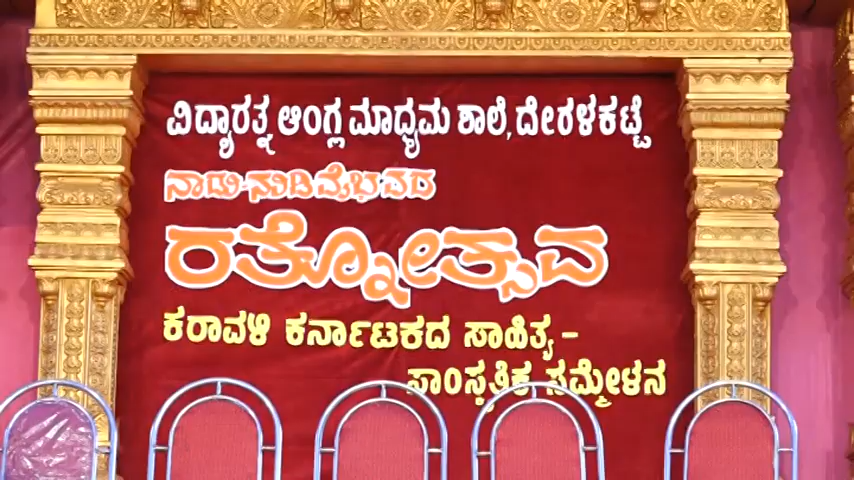 ವಿದ್ಯಾರತ್ನ ಆಂಗ್ಲ ಮಾಧ್ಯಮ ಶಾಲೆ, ದೇರಳಕಟ್ಟೆ
ನಾಡು-ನುಡಿ ವೈಭವದ
ರತ್ನೋತ್ಸವ
ಕರಾವಳಿ ಕರ್ನಾಟಕದ ಸಾಹಿತ್ಯ -
ಸಾಂಸ್ಕೃತಿಕ ಸಮ್ಮೇಳನ